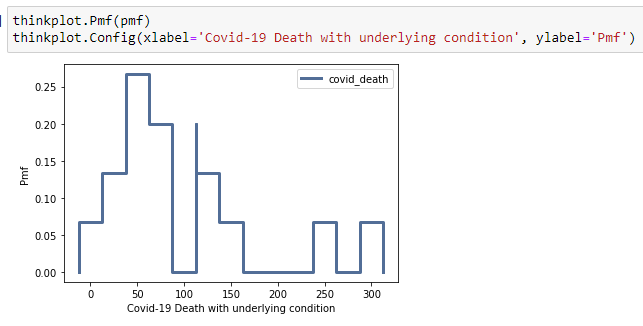 thinkplot.Pmf(pmf)
thinkplot.Config(xlabel='Covid-19 Death with underlying condition', ylabel='Pmf')
covid_death
0.25
0.20
0.15
0.10
0.05
0.00
Pmf
0 50 100 150 200 250 300
Covid-19 Death with underlying condition